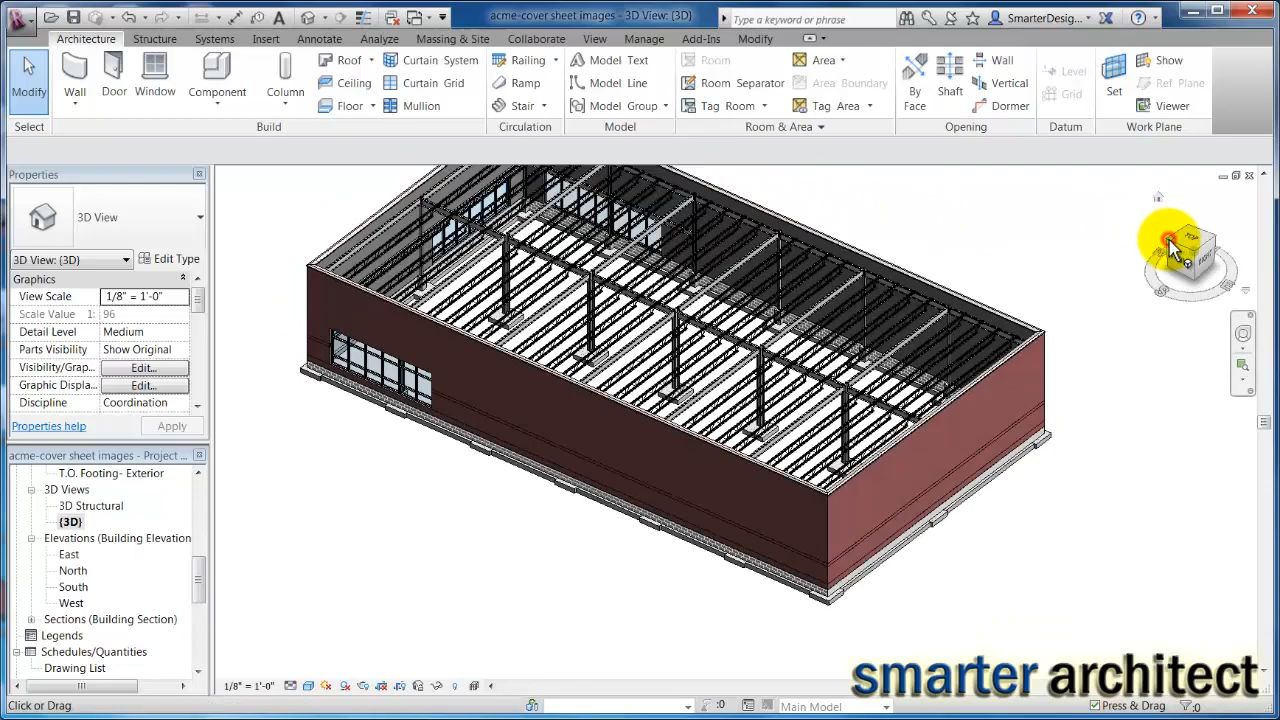 acme-cover sheet images - 3D View: {3D}
Type a keyword or phrase
SmarterDesig...
Architecture Structure Systems Insert Annotate Analyze Massing & Site Collaborate View Manage Add-Ins Modify
Modify
Wall
Door
Window
Component
Column
Roof
Ceiling
Floor
Curtain System
Curtain Grid
Mullion
Railing
Ramp
Stair
Model Text
Model Line
Model Group
Room
Room Separator
Tag Room
Area
Area Boundary
Tag Area
By Face
Shaft
Wall
Vertical
Dormer
Level
Grid
Set
Show
Ref Plane
Viewer
Select Build Circulation Model Room & Area Opening Datum Work Plane
Properties
3D View
3D View: {3D} Edit Type
Graphics
View Scale 1/8" = 1'-0"
Scale Value 1: 96
Detail Level Medium
Parts Visibility Show Original
Visibility/Grap... Edit...
Graphic Displa... Edit...
Discipline Coordination
Properties help Apply
acme-cover sheet images - Project ...
T.O. Footing- Exterior
3D Views
3D Structural
{3D}
Elevations (Building Elevation
East
North
South
West
Sections (Building Section)
Legends
Schedules/Quantities
Drawing List
TOP
RIGHT
smarter architect
1/8" = 1'-0"
Click or Drag
:0
Main Model
Press & Drag
:0